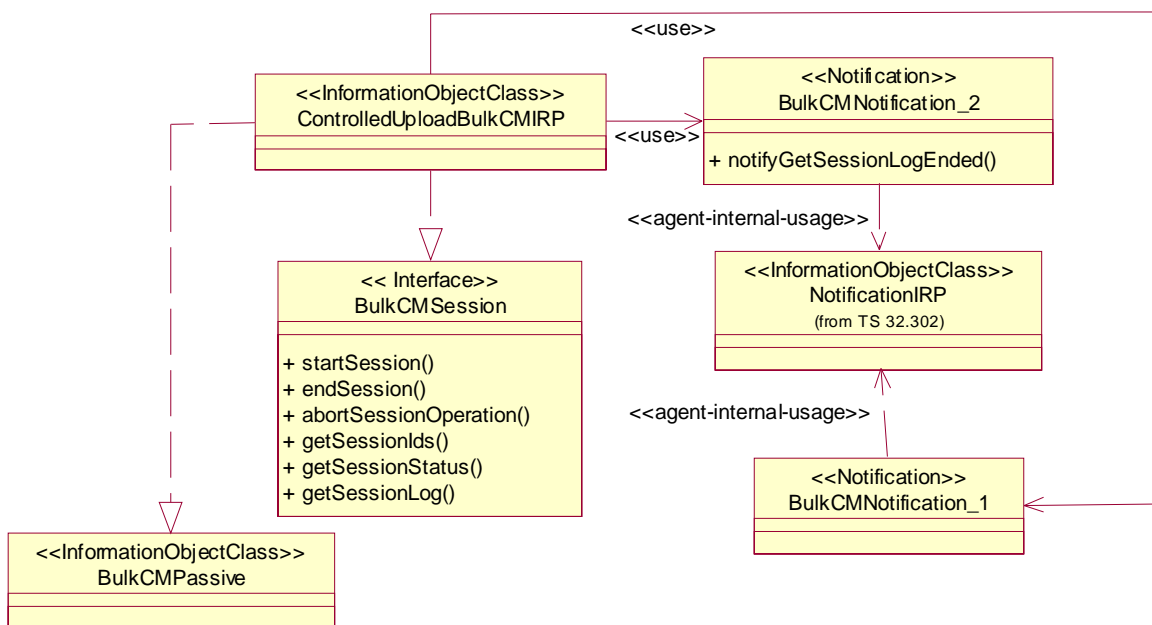 <<use>>
<<InformationObjectClass>>
ControlledUploadBulkCMIRP
<<use>>
<<Notification>>
BulkCMNotification_2
+ notifyGetSessionLogEnded()
<<agent-internal-usage>>
<< Interface>>
BulkCMSession
+ startSession()
+ endSession()
+ abortSessionOperation()
+ getSessionIds()
+ getSessionStatus()
+ getSessionLog()
<<InformationObjectClass>>
NotificationIRP
(from TS 32.302)
<<agent-internal-usage>>
<<Notification>>
BulkCMNotification_1
<<InformationObjectClass>>
BulkCMPassive